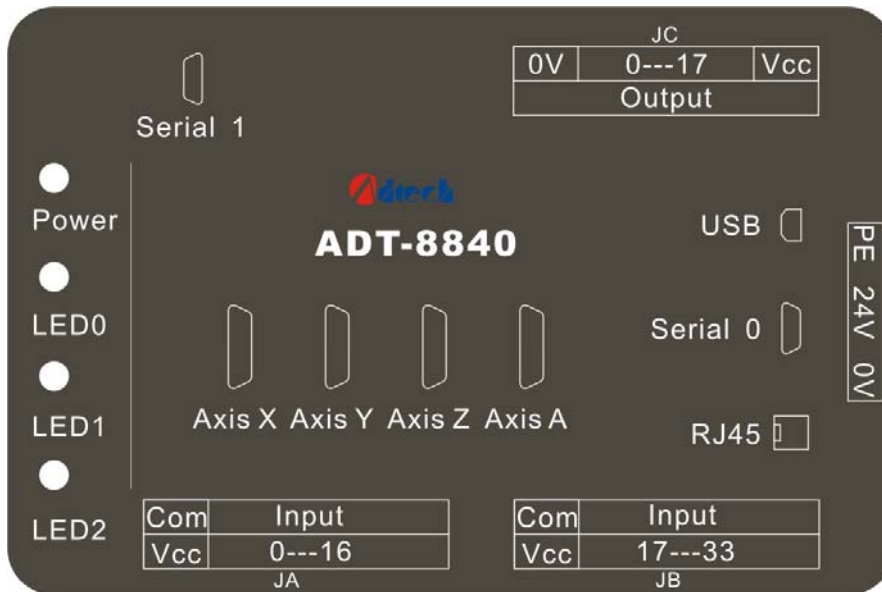 JC
0V 0---17 Vcc
Output
Serial 1
Adtech
ADT-8840
Power
LED0
LED1
LED2
USB
Serial 0
RJ45
PE 24V 0V
Axis X Axis Y Axis Z Axis A
Com Input
Vcc 0---16
JA
Com Input
Vcc 17---33
JB